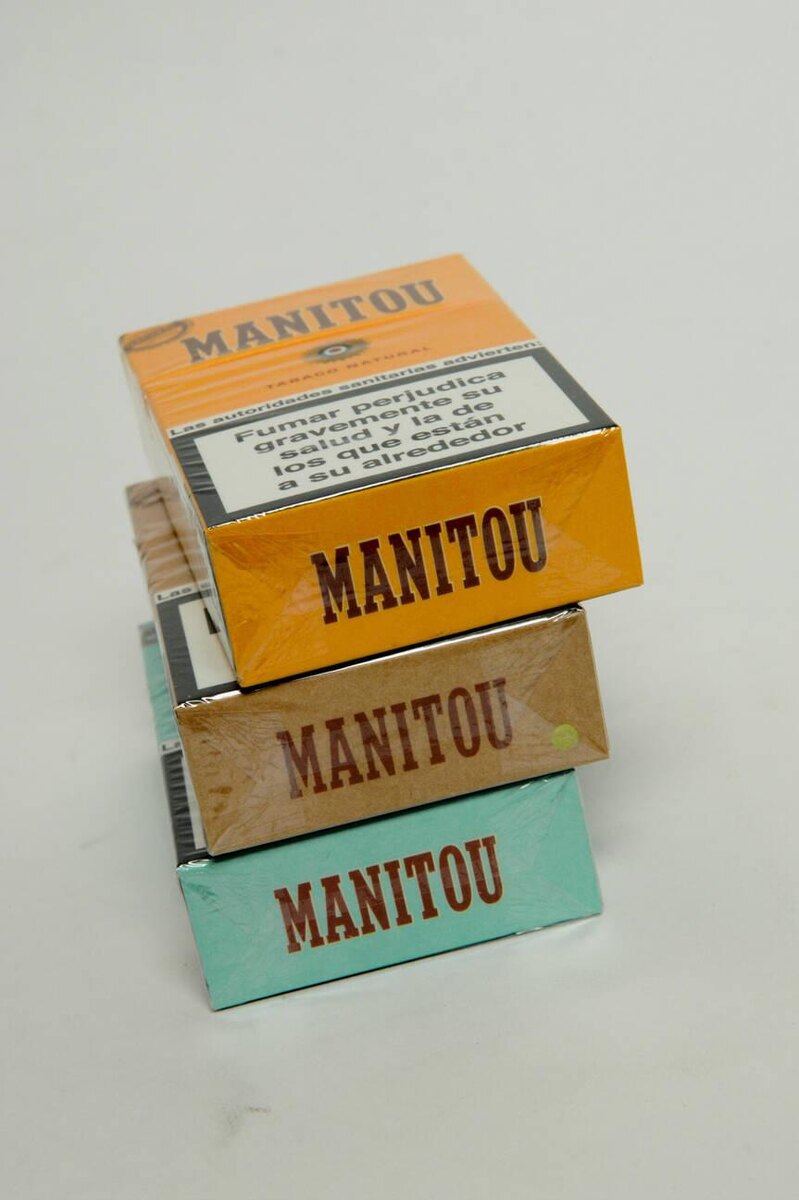 MANITOU
TABACO NATURAL
Las autoridades sanitarias advierten:
Fumar perjudica
gravemente su
salud y la de
los que están
a su alrededor
MANITOU
Las
MANITOU
MANITOU